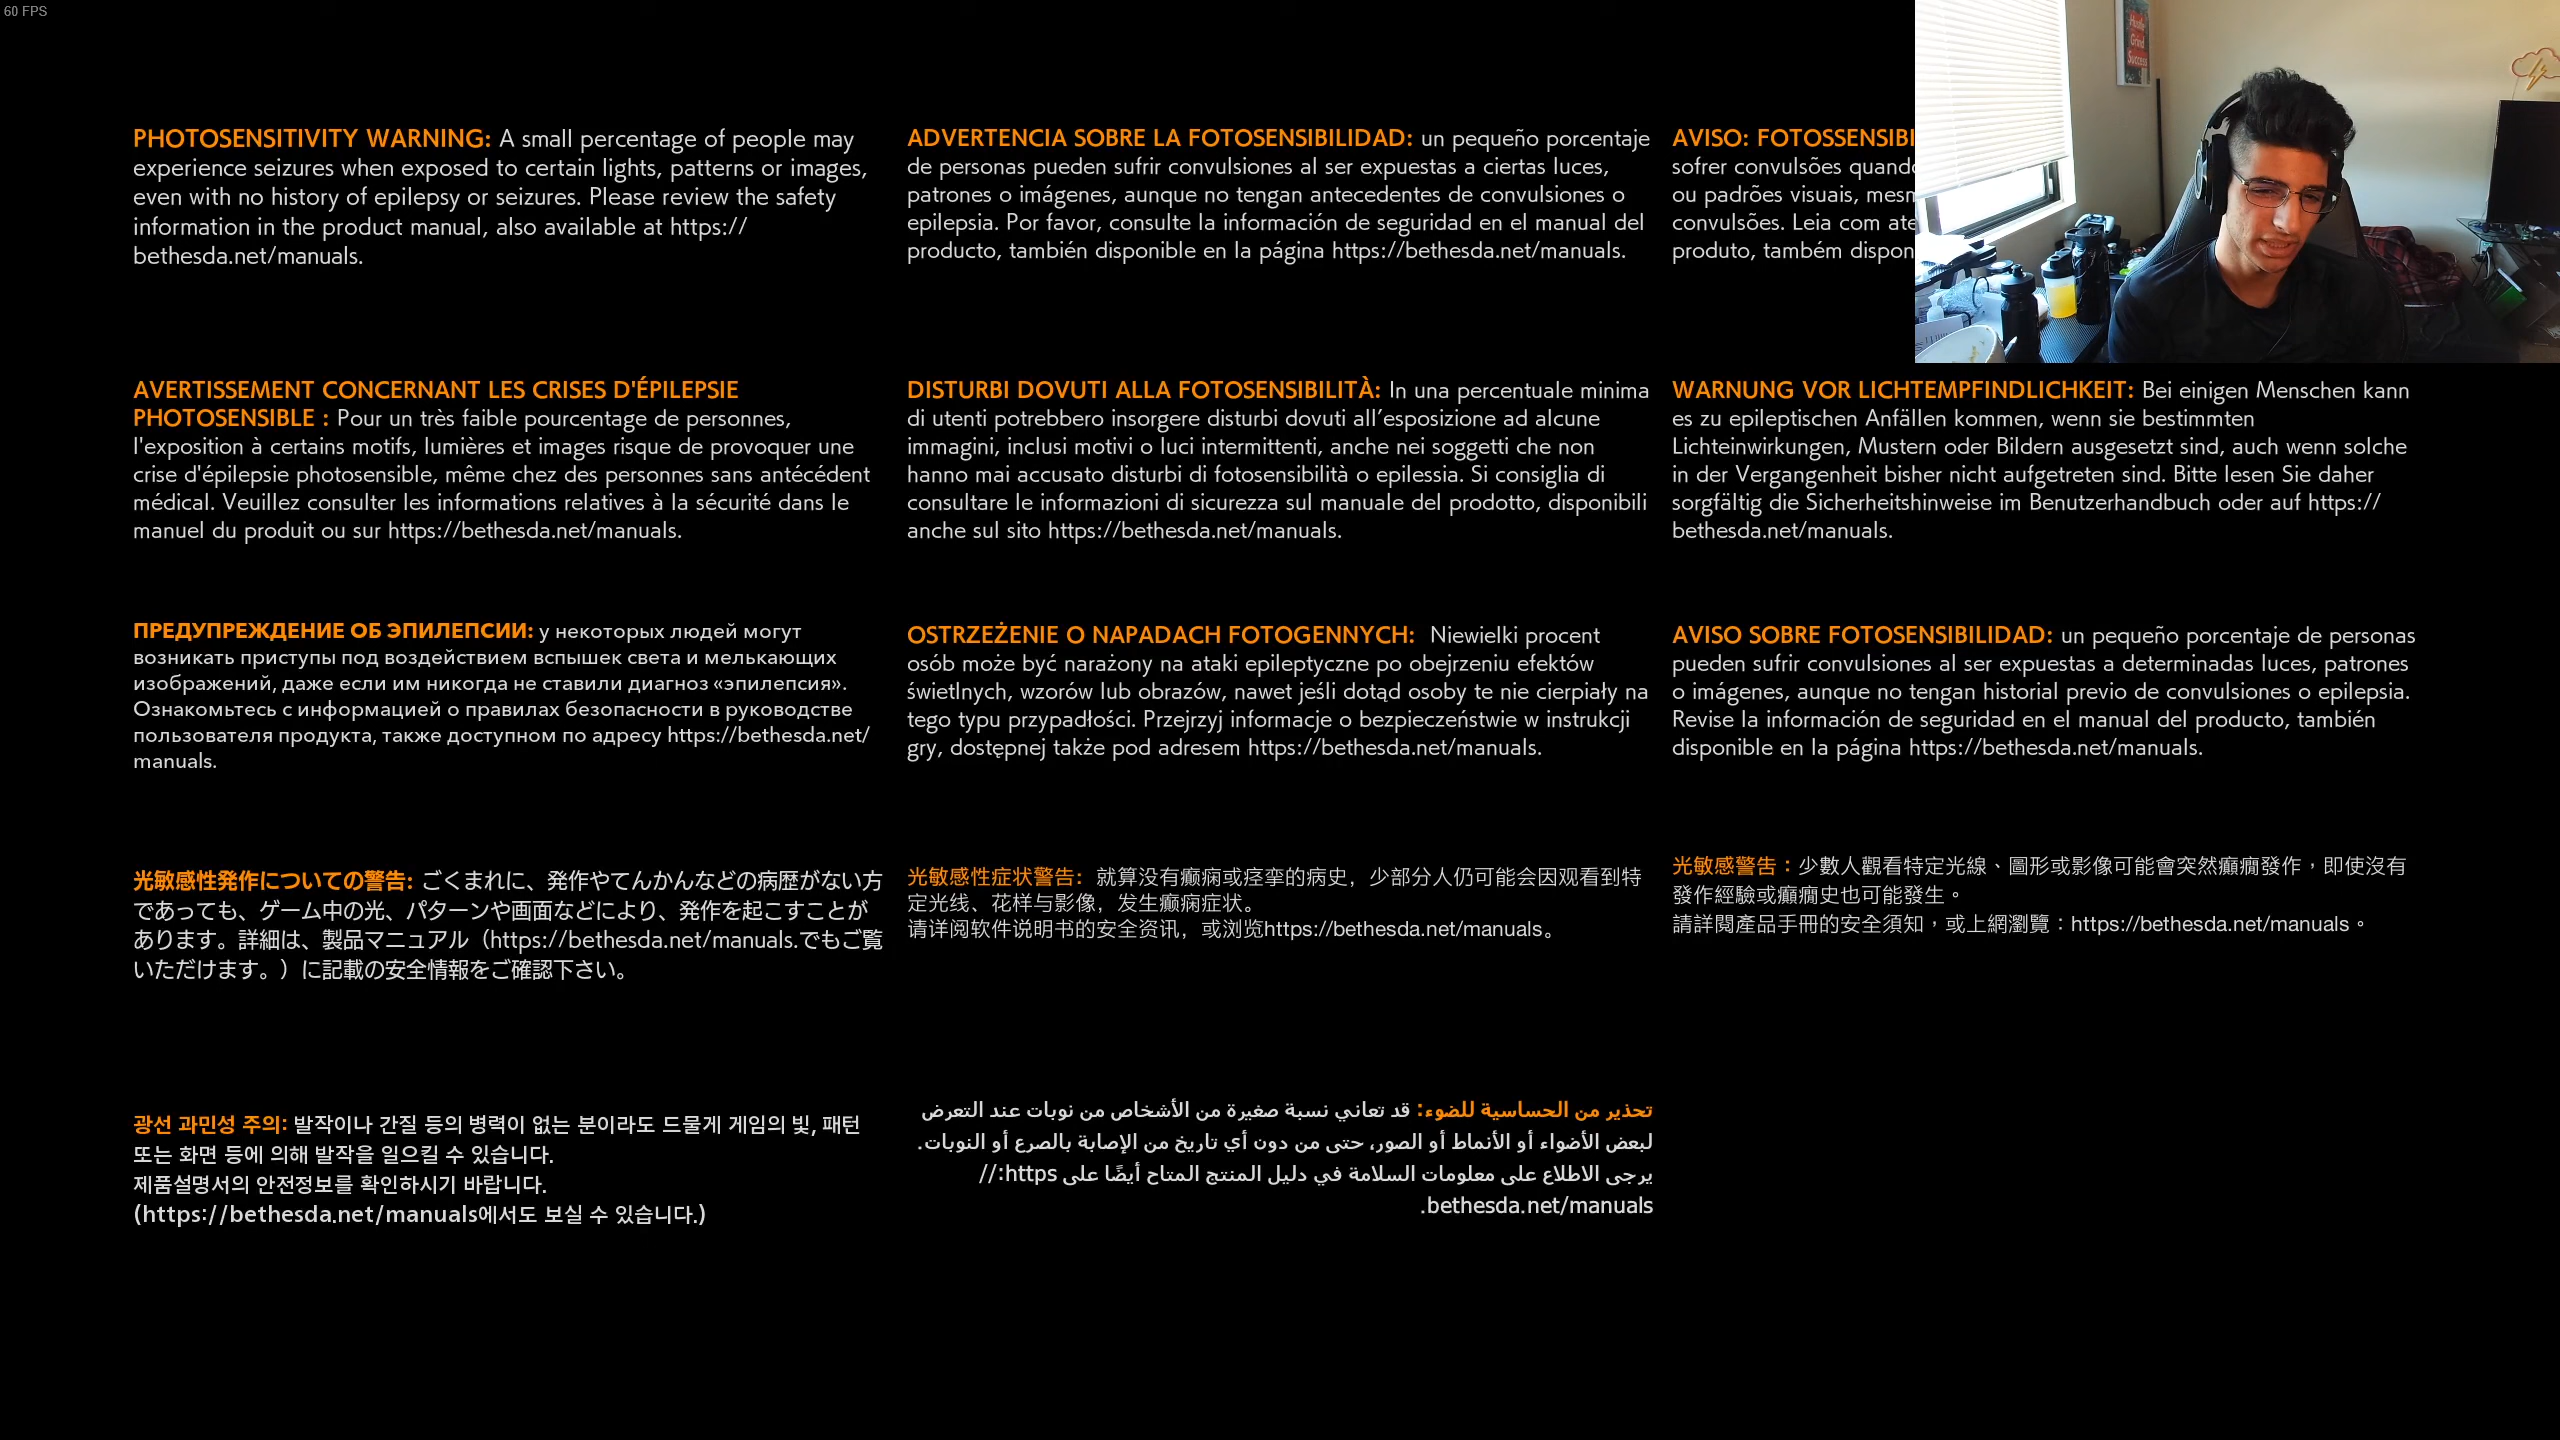 60 FPS
PHOTOSENSITIVITY WARNING: A small percentage of people may
experience seizures when exposed to certain lights, patterns or images,
even with no history of epilepsy or seizures. Please review the safety
information in the product manual, also available at https://
bethesda.net/manuals.
ADVERTENCIA SOBRE LA FOTOSENSIBILIDAD: un pequeño porcentaje
de personas pueden sufrir convulsiones al ser expuestas a ciertas luces,
patrones o imágenes, aunque no tengan antecedentes de convulsiones o
epilepsia. Por favor, consulte la información de seguridad en el manual del
producto, también disponible en la página https://bethesda.net/manuals.
AVISO:
sofrer convulsões
ou padrões visuais,
convulsões. Leia com
produto, também
Hustle
Grind
Success
AVERTISSEMENT CONCERNANT LES CRISES D'ÉPILEPSIE
PHOTOSENSIBLE : Pour un très faible pourcentage de personnes,
l'exposition à certains motifs, lumières et images risque de provoquer une
crise d'épilepsie photosensible, même chez des personnes sans antécédent
médical. Veuillez consulter les informations relatives à la sécurité dans le
manuel du produit ou sur https://bethesda.net/manuals.
DISTURBI DOVUTI ALLA FOTOSENSIBILITÀ: In una percentuale minima
di utenti potrebbero insorgere disturbi dovuti all’esposizione ad alcune
immagini, inclusi motivi o luci intermittenti, anche nei soggetti che non
hanno mai accusato disturbi di fotosensibilità o epilessia. Si consiglia di
consultare le informazioni di sicurezza sul manuale del prodotto, disponibili
anche sul sito https://bethesda.net/manuals.
WARNUNG VOR LICHTEMPFINDLICHKEIT: Bei einigen Menschen kann
es zu epileptischen Anfällen kommen, wenn sie bestimmten
Lichteinwirkungen, Mustern oder Bildern ausgesetzt sind, auch wenn solche
in der Vergangenheit bisher nicht aufgetreten sind. Bitte lesen Sie daher
sorgfältig die Sicherheitshinweise im Benutzerhandbuch oder auf https://
bethesda.net/manuals.
ПРЕДУПРЕЖДЕНИЕ ОБ ЭПИЛЕПСИИ: у некоторых людей могут
возникать приступы под воздействием вспышек света и мелькающих
изображений, даже если им никогда не ставили диагноз «эпилепсия».
Ознакомьтесь с информацией о правилах безопасности в руководстве
пользователя продукта, также доступном по адресу https://bethesda.net/
manuals.
OSTRZEŻENIE O NAPADACH FOTOGENNYCH: Niewielki procent
osób może być narażony na ataki epileptyczne po obejrzeniu efektów
świetlnych, wzorów lub obrazów, nawet jeśli dotąd osoby te nie cierpiały na
tego typu przypadłości. Przejrzyj informacje o bezpieczeństwie w instrukcji
gry, dostępnej także pod adresem https://bethesda.net/manuals.
AVISO SOBRE FOTOSENSIBILIDAD: un pequeño porcentaje de personas
pueden sufrir convulsiones al ser expuestas a determinadas luces, patrones
o imágenes, aunque no tengan historial previo de convulsiones o epilepsia.
Revise la información de seguridad en el manual del producto, también
disponible en la página https://bethesda.net/manuals.
光敏感性発作についての警告: ごくまれに、発作やてんかんなどの病歴がない方
であっても、ゲーム中の光、パターンや画面などにより、発作を起こすことが
あります。詳細は、製品マニュアル（https://bethesda.net/manuals.でもご覧
いただけます。）に記載の安全情報をご確認下さい。
光敏感性症状警告：就算没有癫痫或痉挛的病史，少部分人仍可能会因观看到特
定光线、花样与影像，发生癫痫症状。
请详阅软件说明书的安全资讯，或浏览https://bethesda.net/manuals。
光敏感警告：少數人觀看特定光線、圖形或影像可能會突然癲癇發作，即使沒有
發作經驗或癲癇史也可能發生。
請詳閱產品手冊的安全須知，或上網瀏覽：https://bethesda.net/manuals。
광선 과민성 주의: 발작이나 간질 등의 병력이 없는 분이라도 드물게 게임의 빛, 패턴
또는 화면 등에 의해 발작을 일으킬 수 있습니다.
제품설명서의 안전정보를 확인하시기 바랍니다.
(https://bethesda.net/manuals에서도 보실 수 있습니다.)
تحذير من الحساسية للضوء: قد تعاني نسبة صغيرة من الأشخاص من نوبات عند التعرض
لبعض الأضواء أو الأنماط أو الصور، حتى من دون أي تاريخ من الإصابة بالصرع أو النوبات.
يرجى الاطلاع على معلومات السلامة في دليل المنتج المتاح أيضًا على https://
bethesda.net/manuals.